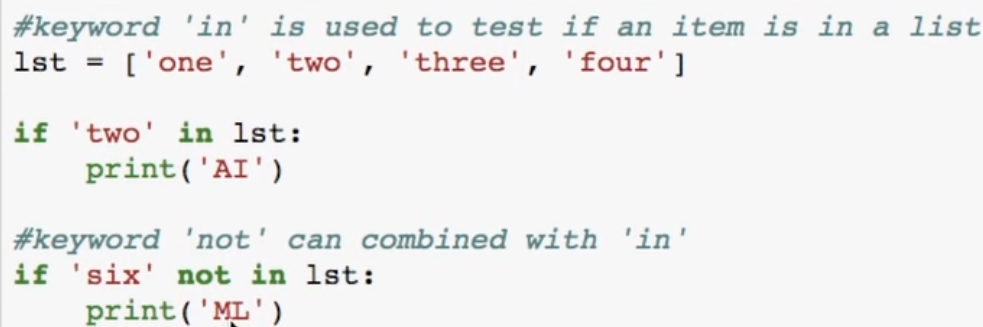 #keyword 'in' is used to test if an item is in a list
lst = ['one', 'two', 'three', 'four']
if 'two' in lst:
    print('AI')
#keyword 'not' can combined with 'in'
if 'six' not in lst:
    print('ML')